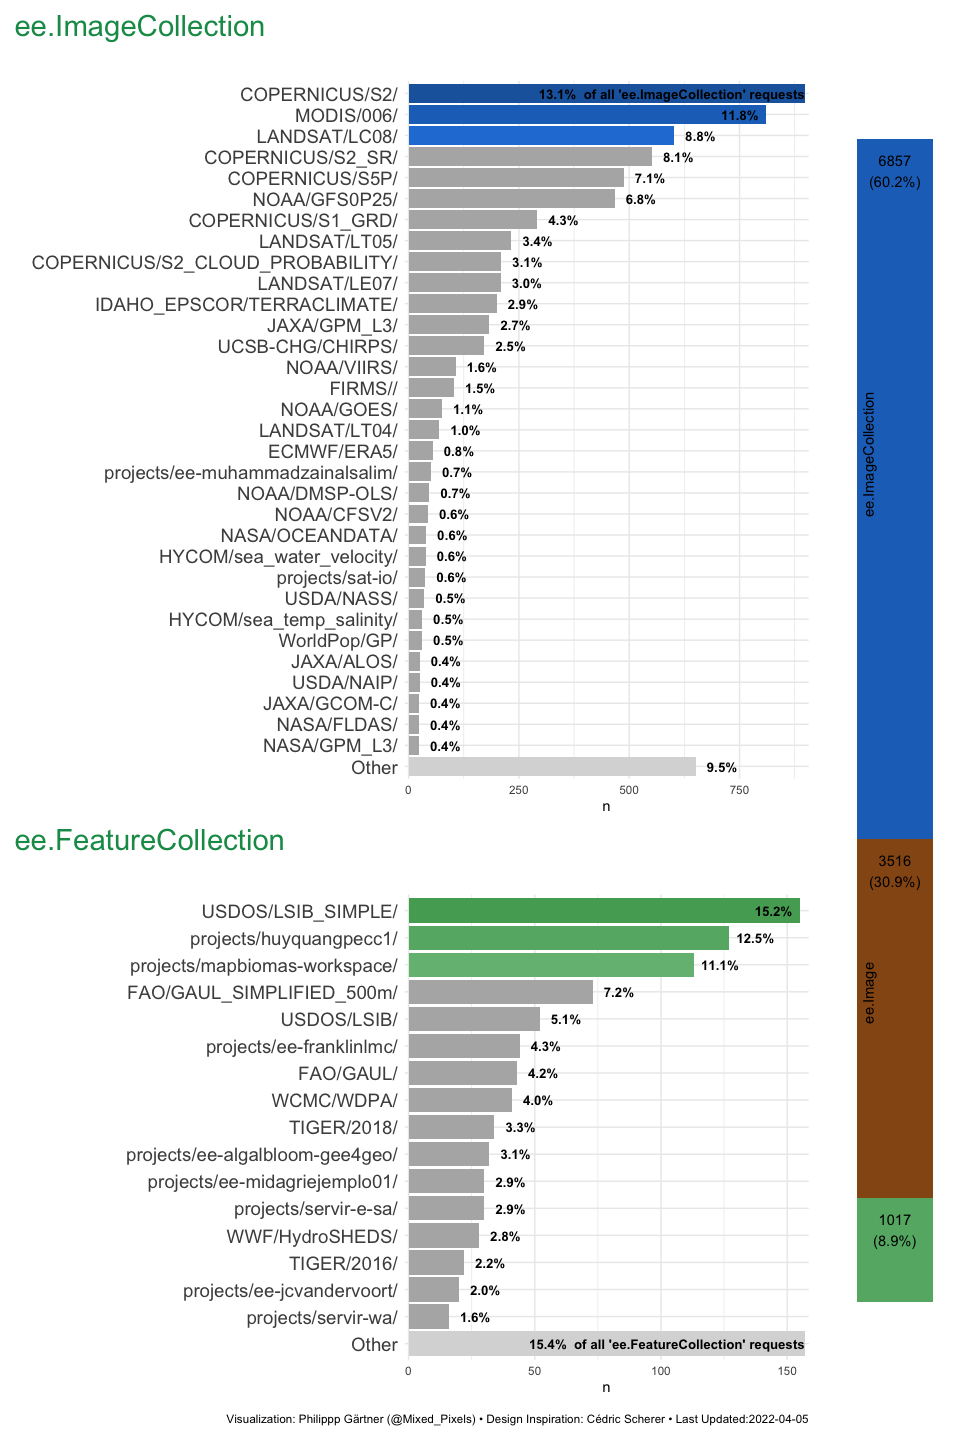 ee.ImageCollection
COPERNICUS/S2/ 13.1% of all 'ee.ImageCollection' requests
MODIS/006/ 11.8%
LANDSAT/LC08/ 8.8%
COPERNICUS/S2_SR/ 8.1%
COPERNICUS/S5P/ 7.1%
NOAA/GFS0P25/ 6.8%
COPERNICUS/S1_GRD/ 4.3%
LANDSAT/LT05/ 3.4%
COPERNICUS/S2_CLOUD_PROBABILITY/ 3.1%
LANDSAT/LE07/ 3.0%
IDAHO_EPSCOR/TERRACLIMATE/ 2.9%
JAXA/GPM_L3/ 2.7%
UCSB-CHG/CHIRPS/ 2.5%
NOAA/VIIRS/ 1.6%
FIRMS// 1.5%
NOAA/GOES/ 1.1%
LANDSAT/LT04/ 1.0%
ECMWF/ERA5/ 0.8%
projects/ee-muhammadzainalsalim/ 0.7%
NOAA/DMSP-OLS/ 0.7%
NOAA/CFSV2/ 0.6%
NASA/OCEANDATA/ 0.6%
HYCOM/sea_water_velocity/ 0.6%
projects/sat-io/ 0.6%
USDA/NASS/ 0.5%
HYCOM/sea_temp_salinity/ 0.5%
WorldPop/GP/ 0.5%
JAXA/ALOS/ 0.4%
USDA/NAIP/ 0.4%
JAXA/GCOM-C/ 0.4%
NASA/FLDAS/ 0.4%
NASA/GPM_L3/ 0.4%
Other 9.5%
0 250 500 750
n
ee.FeatureCollection
USDOS/LSIB_SIMPLE/ 15.2%
projects/huyquangpecc1/ 12.5%
projects/mapbiomas-workspace/ 11.1%
FAO/GAUL_SIMPLIFIED_500m/ 7.2%
USDOS/LSIB/ 5.1%
projects/ee-franklinlmc/ 4.3%
FAO/GAUL/ 4.2%
WCMC/WDPA/ 4.0%
TIGER/2018/ 3.3%
projects/ee-algalbloom-gee4geo/ 3.1%
projects/ee-midagriejemplo01/ 2.9%
projects/servir-e-sa/ 2.9%
WWF/HydroSHEDS/ 2.8%
TIGER/2016/ 2.2%
projects/ee-jcvandervoort/ 2.0%
projects/servir-wa/ 1.6%
Other 15.4% of all 'ee.FeatureCollection' requests
0 50 100 150
n
6857
(60.2%)
ee.ImageCollection
3516
(30.9%)
ee.Image
1017
(8.9%)
Visualization: Philippp Gärtner (@Mixed_Pixels) • Design Inspiration: Cédric Scherer • Last Updated:2022-04-05